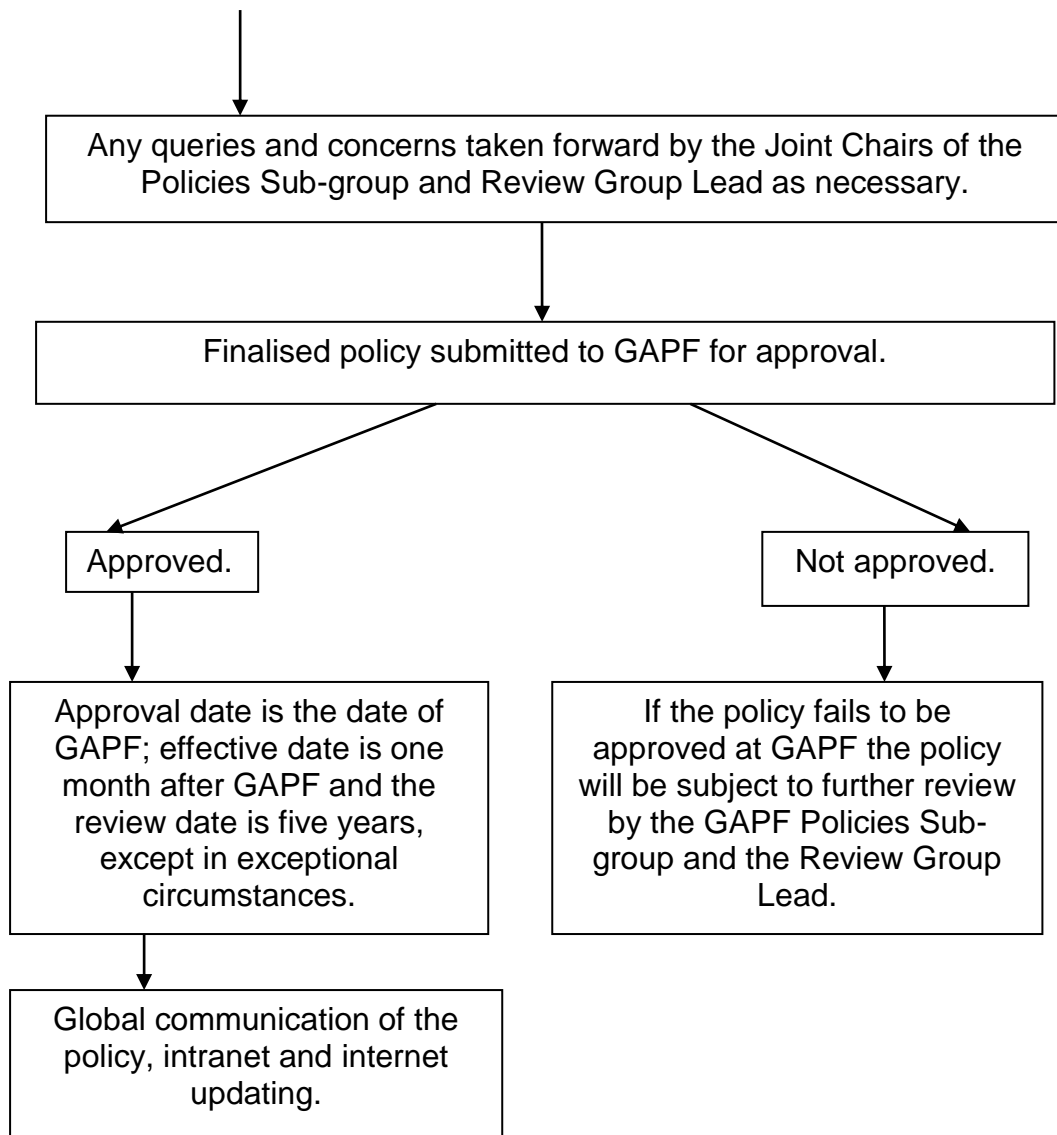 Any queries and concerns taken forward by the Joint Chairs of the
Policies Sub-group and Review Group Lead as necessary.
Finalised policy submitted to GAPF for approval.
Approved.
Not approved.
Approval date is the date of
GAPF; effective date is one
month after GAPF and the
review date is five years,
except in exceptional
circumstances.
If the policy fails to be
approved at GAPF the policy
will be subject to further review
by the GAPF Policies Sub-
group and the Review Group
Lead.
Global communication of the
policy, intranet and internet
updating.